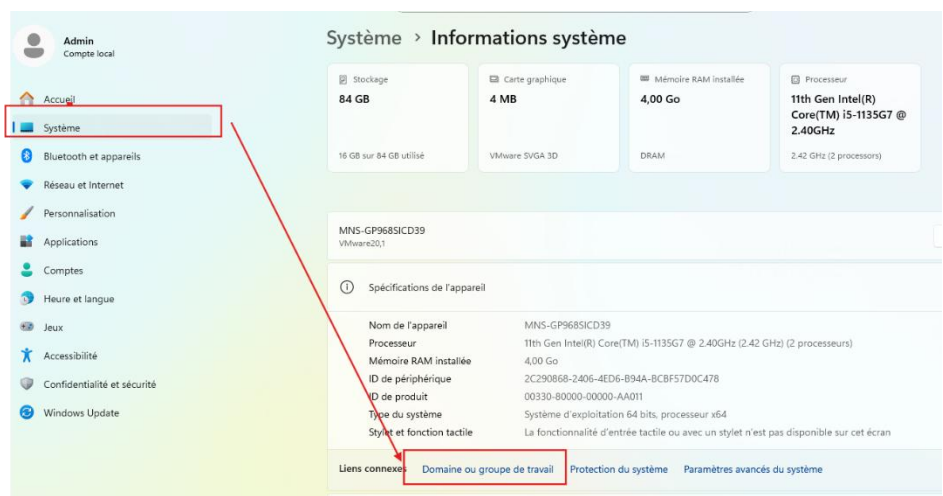 Admin
Compte local
Accueil
Système
Bluetooth et appareils
Réseau et Internet
Personnalisation
Applications
Comptes
Heure et langue
Jeux
Accessibilité
Confidentialité et sécurité
Windows Update
Système > Informations système
Stockage
84 GB
16 GB sur 84 GB utilisé
Carte graphique
4 MB
VMware SVGA 3D
Mémoire RAM installée
4,00 Go
DRAM
Processeur
11th Gen Intel(R)
Core(TM) i5-1135G7 @
2.40GHz
2.42 GHz (2 processors)
MNS-GP968SICD39
VMware20,1
Spécifications de l'appareil
Nom de l'appareil MNS-GP968SICD39
Processeur 11th Gen Intel(R) Core(TM) i5-1135G7 @ 2.40GHz (2.42 GHz) (2 processeurs)
Mémoire RAM installée 4,00 Go
ID de périphérique 2C290868-2406-4ED6-B94A-BCBF57D0C478
ID de produit 00330-80000-00000-AA011
Type du système Système d'exploitation 64 bits, processeur x64
Stylet et fonction tactile La fonctionnalité d'entrée tactile ou avec un stylet n'est pas disponible sur cet écran
Liens connexes Domaine ou groupe de travail Protection du système Paramètres avancés du système